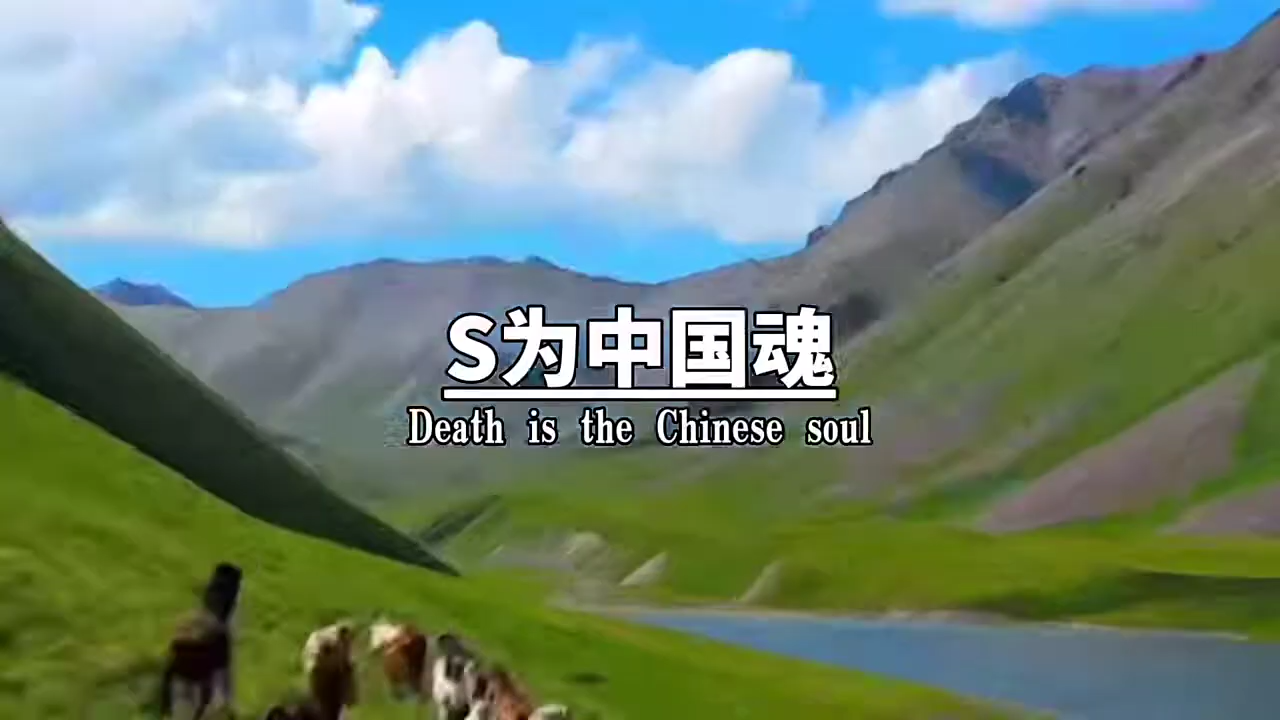 S为中国魂
Death is the Chinese soul